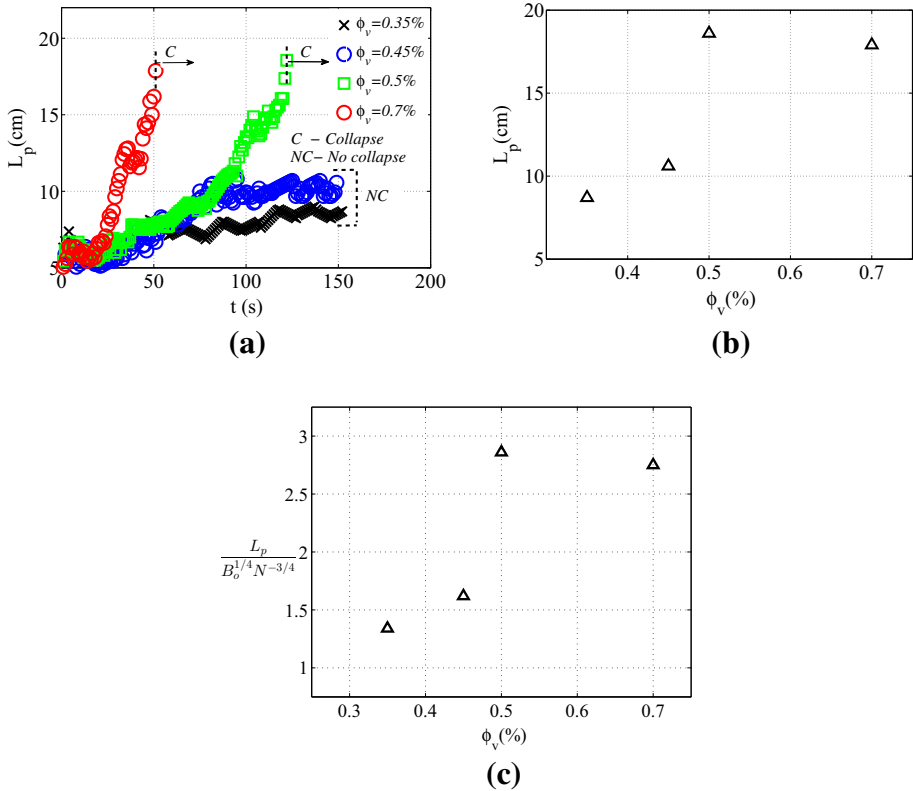 20
15
10
5
L_p(cm)
C
C
ϕ_v=0.35%
ϕ_v=0.45%
ϕ_v=0.5%
ϕ_v=0.7%
C – Collapse
NC– No collapse
NC
0 50 100 150 200
t (s)
(a)
20
15
10
5
L_p(cm)
0.4 0.5 0.6 0.7
ϕ_v(%)
(b)
3
2.5
2
1.5
1
L_p
B_o^{1/4} N^{-3/4}
0.3 0.4 0.5 0.6 0.7
ϕ_v(%)
(c)